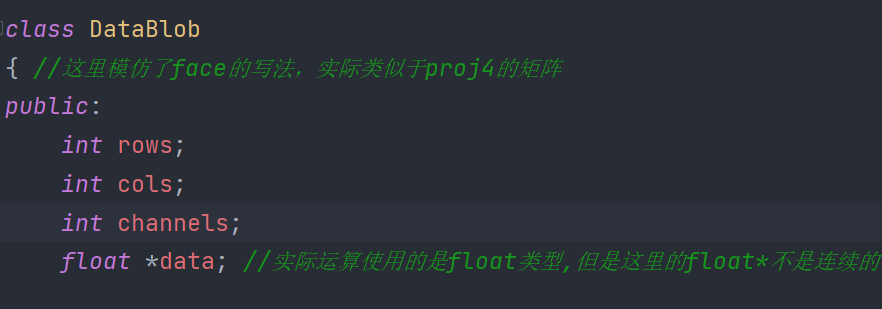 class DataBlob
{ //这里模仿了face的写法，实际类似于proj4的矩阵
public:
int rows;
int cols;
int channels;
float *data; //实际运算使用的是float类型,但是这里的float*不是连续的